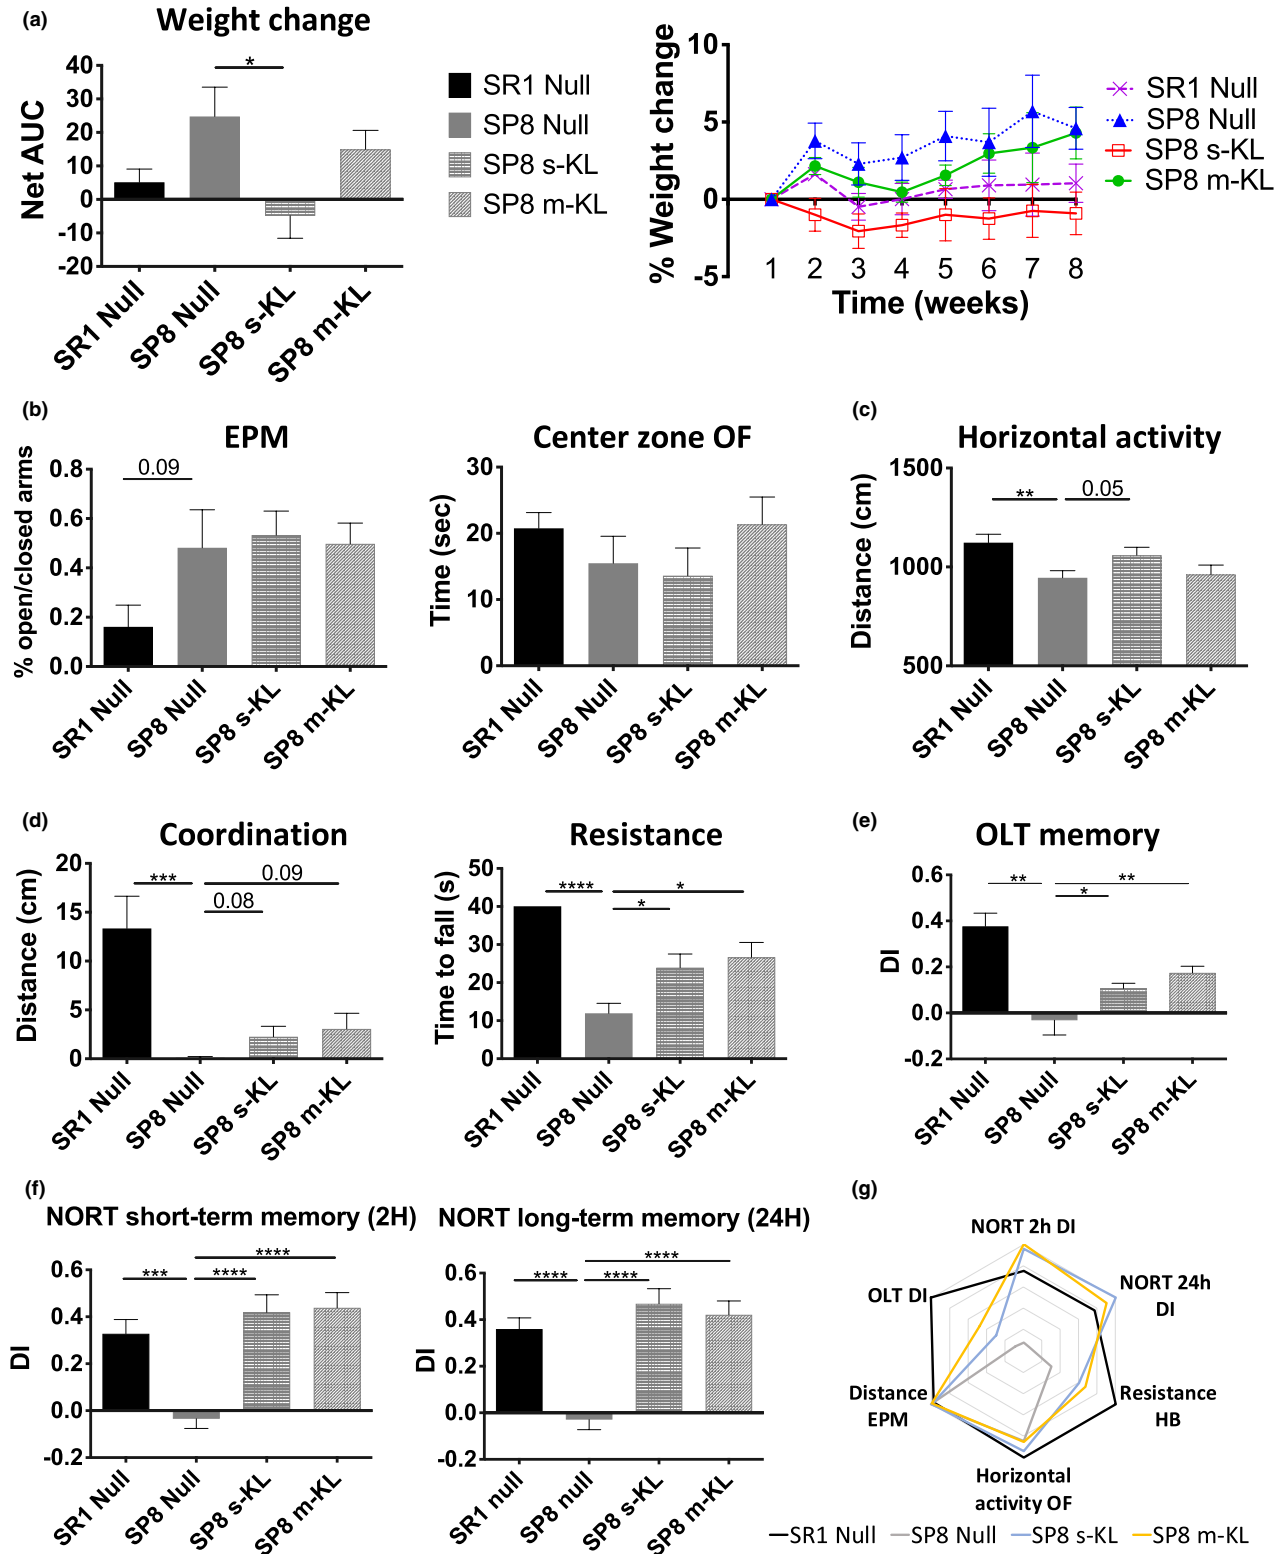 (a)
Weight change
Net AUC
40
30
20
10
0
-10
-20
*
SR1 Null
SP8 Null
SP8 s-KL
SP8 m-KL
SR1 Null
SP8 Null
SP8 s-KL
SP8 m-KL
% Weight change
10
5
0
-5
1 2 3 4 5 6 7 8
Time (weeks)
SR1 Null
SP8 Null
SP8 s-KL
SP8 m-KL
(b)
EPM
% open/closed arms
0.8
0.6
0.4
0.2
0.0
0.09
SR1 Null
SP8 Null
SP8 s-KL
SP8 m-KL
Center zone OF
Time (sec)
30
20
10
0
SR1 Null
SP8 Null
SP8 s-KL
SP8 m-KL
(c)
Horizontal activity
Distance (cm)
1500
1000
500
**
0.05
SR1 Null
SP8 Null
SP8 s-KL
SP8 m-KL
(d)
Coordination
Distance (cm)
20
15
10
5
0
***
0.09
0.08
SR1 Null
SP8 Null
SP8 s-KL
SP8 m-KL
Resistance
Time to fall (s)
50
40
30
20
10
0
****
*
*
SR1 Null
SP8 Null
SP8 s-KL
SP8 m-KL
(e)
OLT memory
DI
0.6
0.4
0.2
0.0
-0.2
**
**
*
SR1 Null
SP8 Null
SP8 s-KL
SP8 m-KL
(f)
NORT short-term memory (2H)
DI
0.6
0.4
0.2
0.0
-0.2
****
***
****
SR1 Null
SP8 Null
SP8 s-KL
SP8 m-KL
NORT long-term memory (24H)
DI
0.6
0.4
0.2
0.0
-0.2
****
****
****
SR1 null
SP8 null
SP8 s-KL
SP8 m-KL
(g)
NORT 2h DI
NORT 24h
DI
Resistance
HB
Horizontal
activity OF
Distance
EPM
OLT DI
SR1 Null
SP8 Null
SP8 s-KL
SP8 m-KL